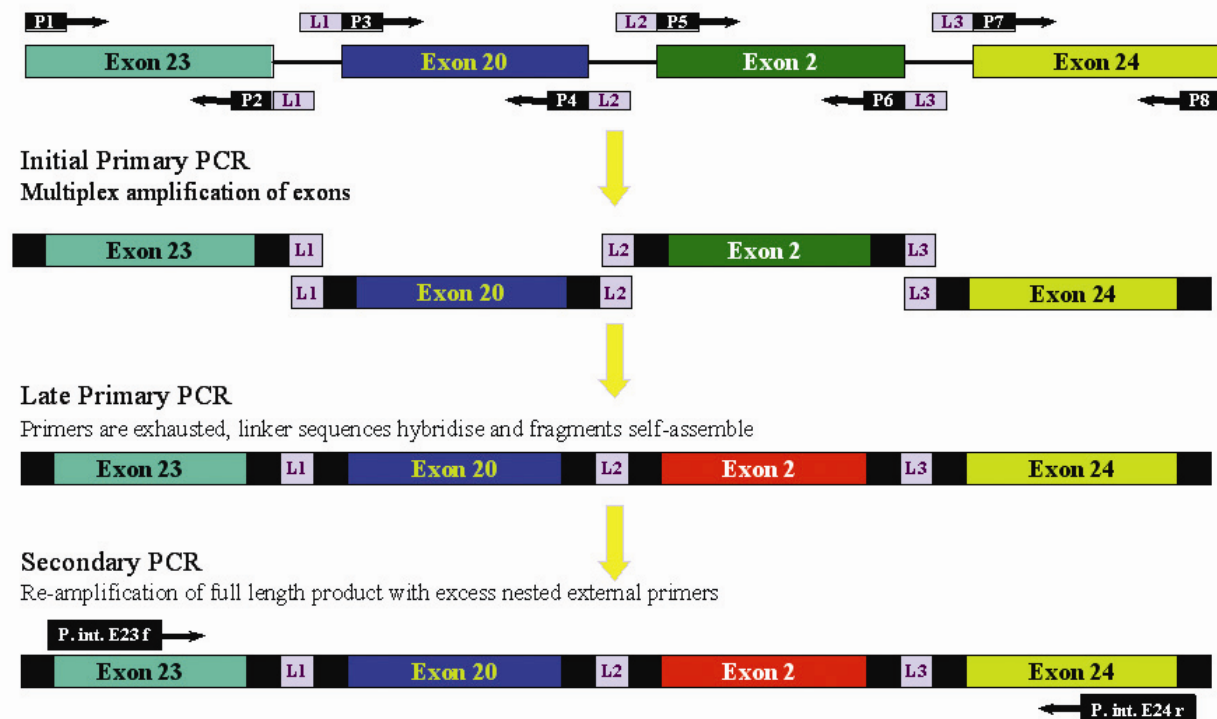 P1 L1 P3 L2 P5 L3 P7
Exon 23 Exon 20 Exon 2 Exon 24
P2 L1 P4 L2 P6 L3 P8
Initial Primary PCR
Multiplex amplification of exons
Exon 23 L1 L2 Exon 2 L3
L1 Exon 20 L2 L3 Exon 24
Late Primary PCR
Primers are exhausted, linker sequences hybridise and fragments self-assemble
Exon 23 L1 Exon 20 L2 Exon 2 L3 Exon 24
Secondary PCR
Re-amplification of full length product with excess nested external primers
P. int. E23 f
Exon 23 L1 Exon 20 L2 Exon 2 L3 Exon 24
P. int. E24 r